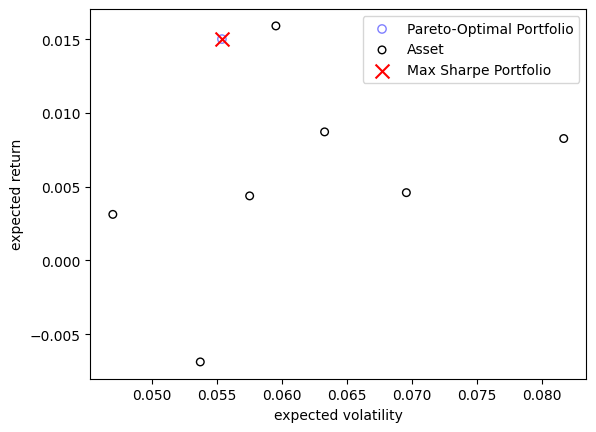 Pareto-Optimal Portfolio
Asset
Max Sharpe Portfolio
0.015
0.010
0.005
0.000
−0.005
expected return
0.050 0.055 0.060 0.065 0.070 0.075 0.080
expected volatility